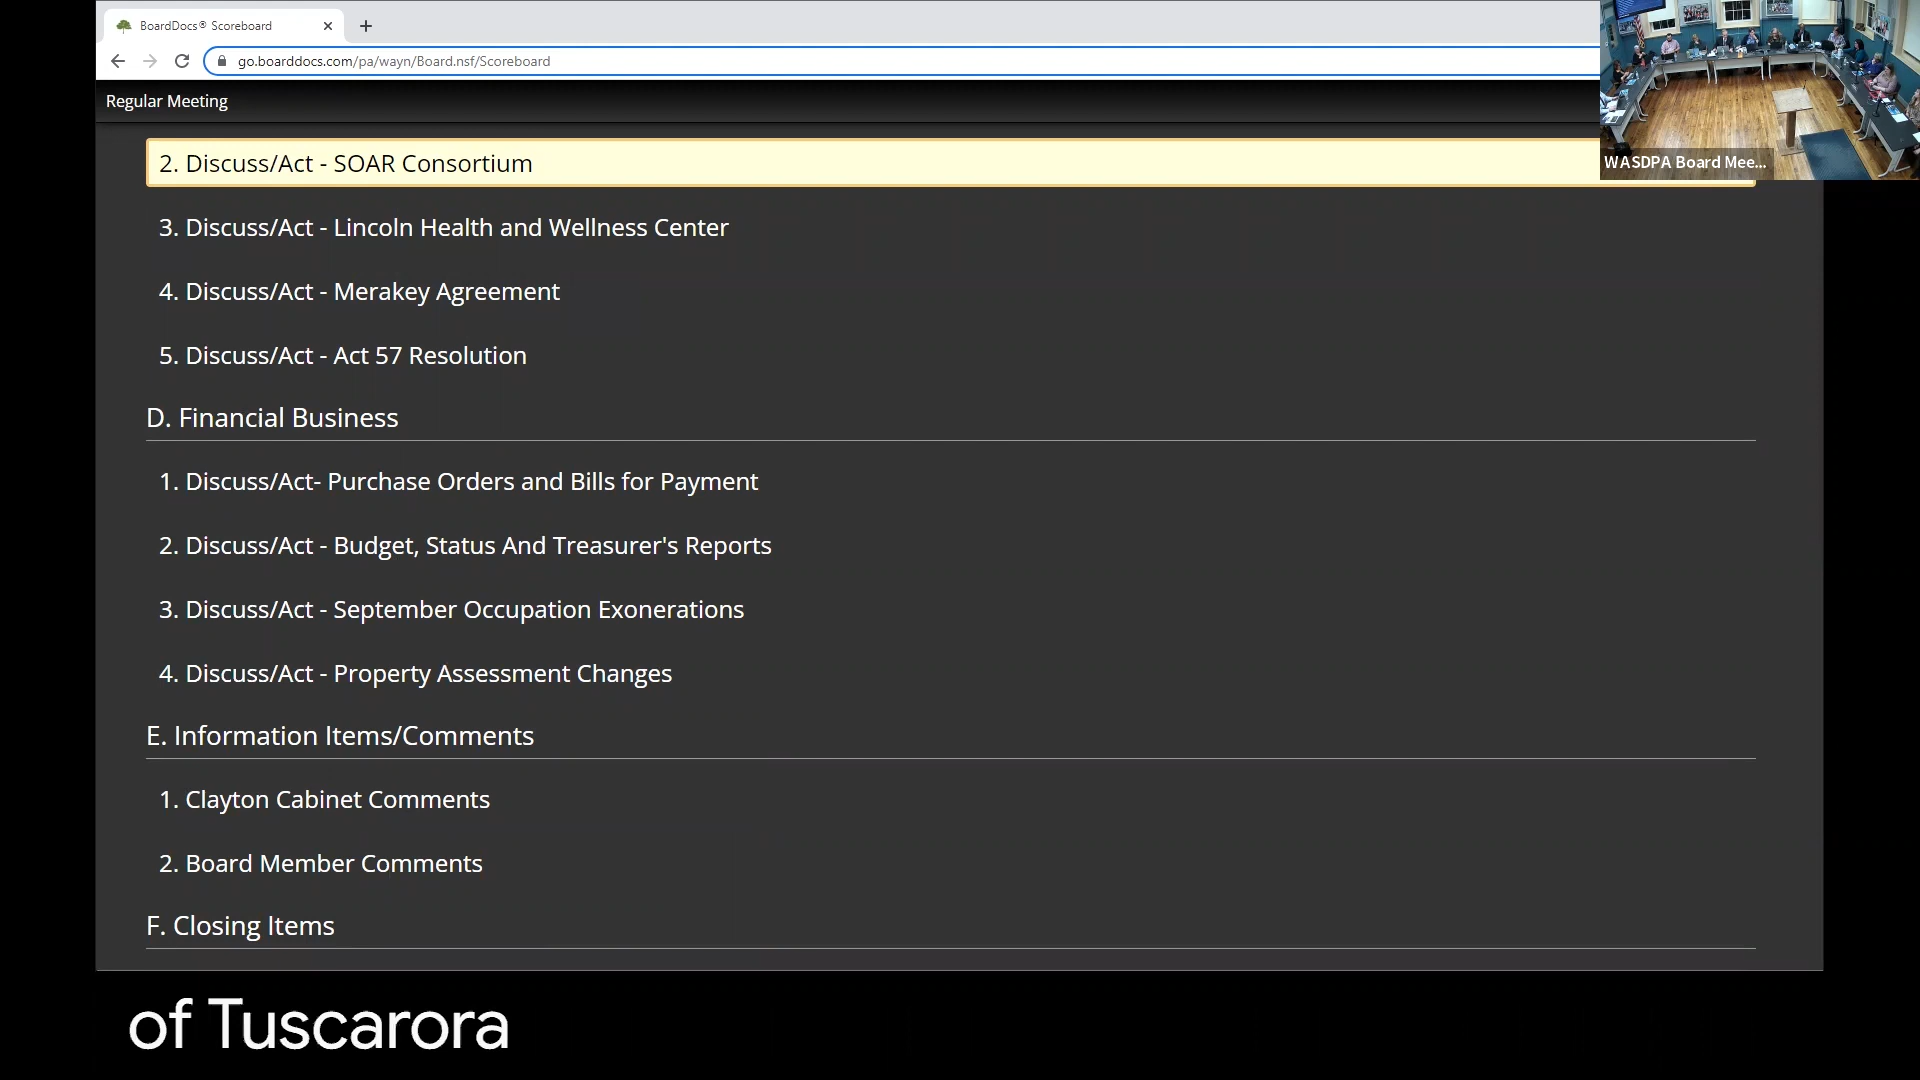 BoardDocs® Scoreboard
go.boarddocs.com/pa/wayn/Board.nsf/Scoreboard
Regular Meeting
2. Discuss/Act - SOAR Consortium
WASDPA Board Mee...
3. Discuss/Act - Lincoln Health and Wellness Center
4. Discuss/Act - Merakey Agreement
5. Discuss/Act - Act 57 Resolution
D. Financial Business
1. Discuss/Act- Purchase Orders and Bills for Payment
2. Discuss/Act - Budget, Status And Treasurer's Reports
3. Discuss/Act - September Occupation Exonerations
4. Discuss/Act - Property Assessment Changes
E. Information Items/Comments
1. Clayton Cabinet Comments
2. Board Member Comments
F. Closing Items
of Tuscarora